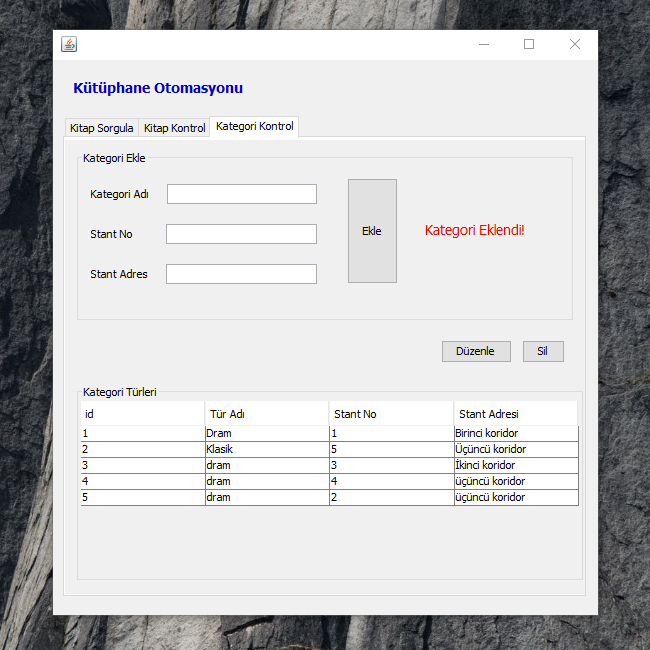 Kütüphane Otomasyonu
Kitap Sorgula Kitap Kontrol Kategori Kontrol
Kategori Ekle
Kategori Adı
Stant No
Stant Adres
Ekle
Kategori Eklendi!
Düzenle Sil
Kategori Türleri
id Tür Adı Stant No Stant Adresi
1 Dram 1 Birinci koridor
2 Klasik 5 Üçüncü koridor
3 dram 3 İkinci koridor
4 dram 4 üçüncü koridor
5 dram 2 üçüncü koridor